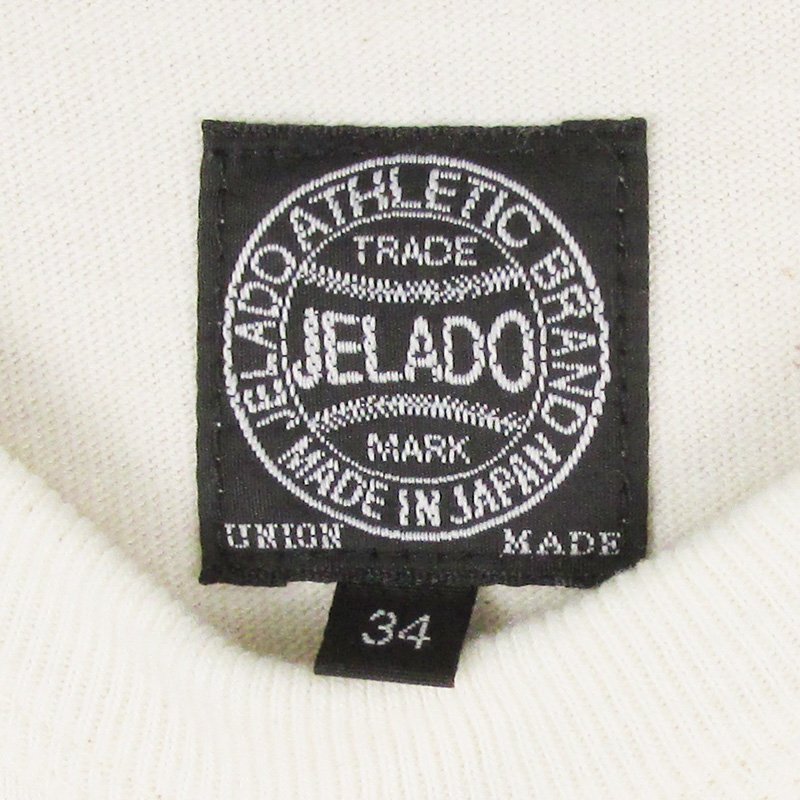 JELADO ATHLETIC BRAND
TRADE
JELADO
MARK
MADE IN JAPAN
UNION MADE
34